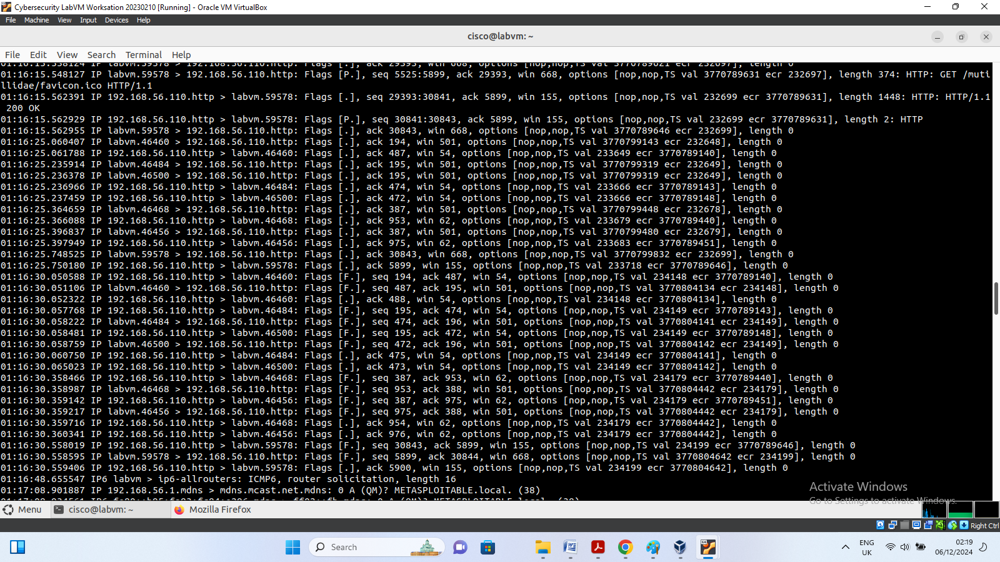 Cybersecurity LabVM Worksation 20230210 [Running] - Oracle VM VirtualBox
File Machine View Input Devices Help
cisco@labvm: ~
File Edit View Search Terminal Help
01:16:15.538124 IP labvm.59578 > 192.168.56.110.http: Flags [.], ack 29393, win 668, options [nop,nop,TS val 3770789621 ecr 232697], length 0
01:16:15.548127 IP labvm.59578 > 192.168.56.110.http: Flags [P.], seq 5525:5899, ack 29393, win 668, options [nop,nop,TS val 3770789631 ecr 232697], length 374: HTTP: GET /muti
llidae/favicon.ico HTTP/1.1
01:16:15.562391 IP 192.168.56.110.http > labvm.59578: Flags [.], seq 29393:30841, ack 5899, win 155, options [nop,nop,TS val 232699 ecr 3770789631], length 1448: HTTP: HTTP/1.1
200 OK
01:16:15.562929 IP 192.168.56.110.http > labvm.59578: Flags [P.], seq 30841:30843, ack 5899, win 155, options [nop,nop,TS val 232699 ecr 3770789631], length 2: HTTP
01:16:15.562955 IP labvm.59578 > 192.168.56.110.http: Flags [.], ack 30843, win 668, options [nop,nop,TS val 3770789646 ecr 232699], length 0
01:16:25.060407 IP labvm.46460 > 192.168.56.110.http: Flags [.], ack 194, win 501, options [nop,nop,TS val 3770799143 ecr 232648], length 0
01:16:25.061788 IP 192.168.56.110.http > labvm.46460: Flags [.], ack 487, win 54, options [nop,nop,TS val 233649 ecr 3770789140], length 0
01:16:25.235914 IP labvm.46484 > 192.168.56.110.http: Flags [.], ack 195, win 501, options [nop,nop,TS val 3770799319 ecr 232649], length 0
01:16:25.236378 IP labvm.46500 > 192.168.56.110.http: Flags [.], ack 195, win 501, options [nop,nop,TS val 3770799319 ecr 232649], length 0
01:16:25.236966 IP 192.168.56.110.http > labvm.46484: Flags [.], ack 474, win 54, options [nop,nop,TS val 233666 ecr 3770789143], length 0
01:16:25.237459 IP 192.168.56.110.http > labvm.46500: Flags [.], ack 472, win 54, options [nop,nop,TS val 233666 ecr 3770789148], length 0
01:16:25.364659 IP labvm.46468 > 192.168.56.110.http: Flags [.], ack 387, win 501, options [nop,nop,TS val 3770799448 ecr 232678], length 0
01:16:25.366088 IP 192.168.56.110.http > labvm.46468: Flags [.], ack 953, win 62, options [nop,nop,TS val 233679 ecr 3770789440], length 0
01:16:25.396837 IP labvm.46456 > 192.168.56.110.http: Flags [.], ack 387, win 501, options [nop,nop,TS val 3770799480 ecr 232679], length 0
01:16:25.397949 IP 192.168.56.110.http > labvm.46456: Flags [.], ack 975, win 62, options [nop,nop,TS val 233683 ecr 3770789451], length 0
01:16:25.748525 IP labvm.59578 > 192.168.56.110.http: Flags [.], ack 30843, win 668, options [nop,nop,TS val 3770799832 ecr 232699], length 0
01:16:25.750180 IP 192.168.56.110.http > labvm.59578: Flags [.], ack 5899, win 155, options [nop,nop,TS val 233718 ecr 3770789646], length 0
01:16:30.050588 IP 192.168.56.110.http > labvm.46460: Flags [F.], seq 194, ack 487, win 54, options [nop,nop,TS val 234148 ecr 3770789140], length 0
01:16:30.051106 IP labvm.46460 > 192.168.56.110.http: Flags [F.], seq 487, ack 195, win 501, options [nop,nop,TS val 3770804134 ecr 234148], length 0
01:16:30.052322 IP 192.168.56.110.http > labvm.46460: Flags [.], ack 488, win 54, options [nop,nop,TS val 234148 ecr 3770804134], length 0
01:16:30.057768 IP 192.168.56.110.http > labvm.46484: Flags [F.], seq 195, ack 474, win 54, options [nop,nop,TS val 234149 ecr 3770789143], length 0
01:16:30.058222 IP labvm.46484 > 192.168.56.110.http: Flags [F.], seq 474, ack 196, win 501, options [nop,nop,TS val 3770804141 ecr 234149], length 0
01:16:30.058481 IP 192.168.56.110.http > labvm.46500: Flags [F.], seq 195, ack 472, win 54, options [nop,nop,TS val 234149 ecr 3770789148], length 0
01:16:30.058759 IP labvm.46500 > 192.168.56.110.http: Flags [F.], seq 472, ack 196, win 501, options [nop,nop,TS val 3770804142 ecr 234149], length 0
01:16:30.060750 IP 192.168.56.110.http > labvm.46484: Flags [.], ack 475, win 54, options [nop,nop,TS val 234149 ecr 3770804141], length 0
01:16:30.065023 IP 192.168.56.110.http > labvm.46500: Flags [.], ack 473, win 54, options [nop,nop,TS val 234149 ecr 3770804142], length 0
01:16:30.358466 IP 192.168.56.110.http > labvm.46468: Flags [F.], seq 387, ack 953, win 62, options [nop,nop,TS val 234179 ecr 3770789440], length 0
01:16:30.358987 IP labvm.46468 > 192.168.56.110.http: Flags [F.], seq 953, ack 388, win 501, options [nop,nop,TS val 3770804442 ecr 234179], length 0
01:16:30.359142 IP 192.168.56.110.http > labvm.46456: Flags [F.], seq 387, ack 975, win 62, options [nop,nop,TS val 234179 ecr 3770789451], length 0
01:16:30.359217 IP labvm.46456 > 192.168.56.110.http: Flags [F.], seq 975, ack 388, win 501, options [nop,nop,TS val 3770804442 ecr 234179], length 0
01:16:30.359716 IP 192.168.56.110.http > labvm.46468: Flags [.], ack 954, win 62, options [nop,nop,TS val 234179 ecr 3770804442], length 0
01:16:30.360341 IP 192.168.56.110.http > labvm.46456: Flags [.], ack 976, win 62, options [nop,nop,TS val 234179 ecr 3770804442], length 0
01:16:30.558019 IP 192.168.56.110.http > labvm.59578: Flags [F.], seq 30843, ack 5899, win 155, options [nop,nop,TS val 234199 ecr 3770789646], length 0
01:16:30.558595 IP labvm.59578 > 192.168.56.110.http: Flags [F.], seq 5899, ack 30844, win 668, options [nop,nop,TS val 3770804642 ecr 234199], length 0
01:16:30.559406 IP 192.168.56.110.http > labvm.59578: Flags [.], ack 5900, win 155, options [nop,nop,TS val 234199 ecr 3770804642], length 0
01:16:48.655547 IP6 labvm > ip6-allrouters: ICMP6, router solicitation, length 16
01:17:08.901887 IP 192.168.56.1.mdns > mdns.mcast.net.mdns: 0 A (QM)? METASPLOITABLE.local. (38)
Activate Windows
Go to Settings to activate Windows.
Menu cisco@labvm: ~ Mozilla Firefox
Right Ctrl
Search
ENG
UK
02:19
06/12/2024